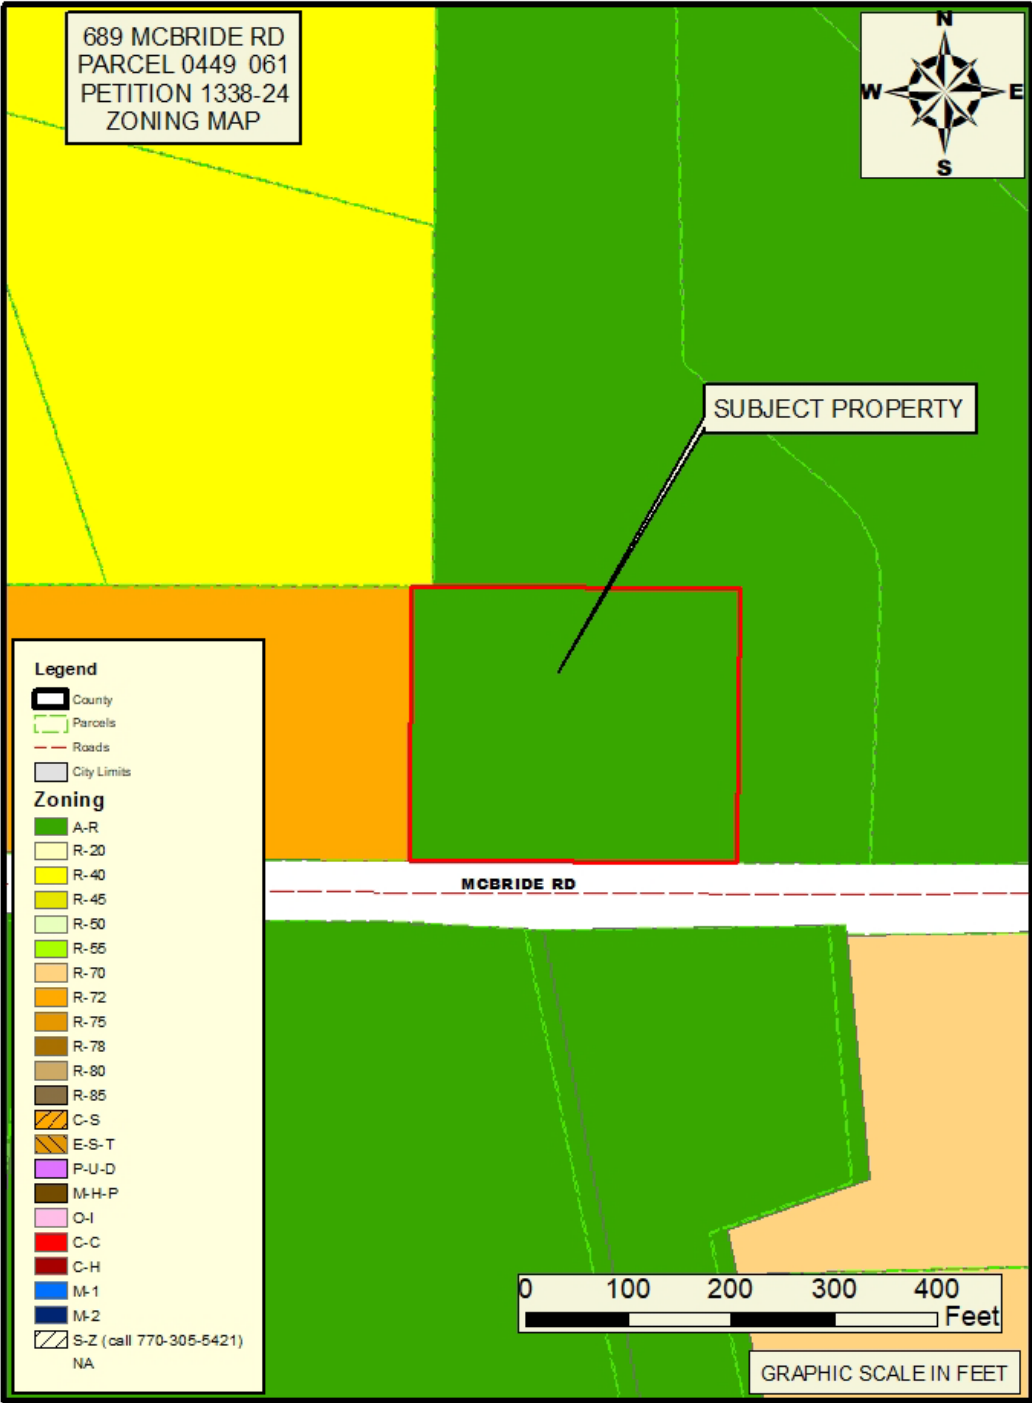 689 MCBRIDE RD
PARCEL 0449 061
PETITION 1338-24
ZONING MAP
N
W
E
S
SUBJECT PROPERTY
Legend
County
Parcels
Roads
City Limits
Zoning
A-R
R-20
R-40
R-45
R-50
R-55
R-70
R-72
R-75
R-78
R-80
R-85
C-S
E-S-T
P-U-D
M-H-P
O-I
C-C
C-H
M-1
M-2
S-Z (call 770-305-5421)
NA
MCBRIDE RD
0 100 200 300 400
Feet
GRAPHIC SCALE IN FEET